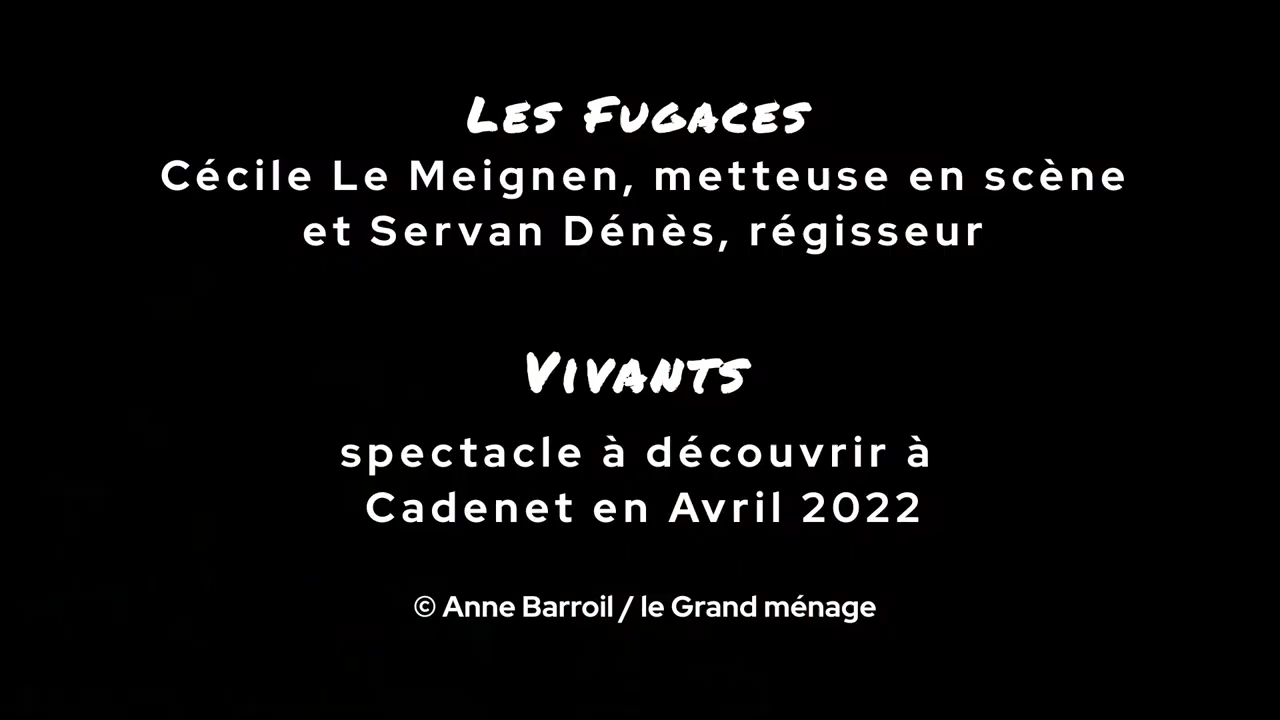 Les Fugaces
Cécile Le Meignen, metteuse en scène
et Servan Dénès, régisseur
Vivants
spectacle à découvrir à
Cadenet en Avril 2022
© Anne Barroil / le Grand ménage